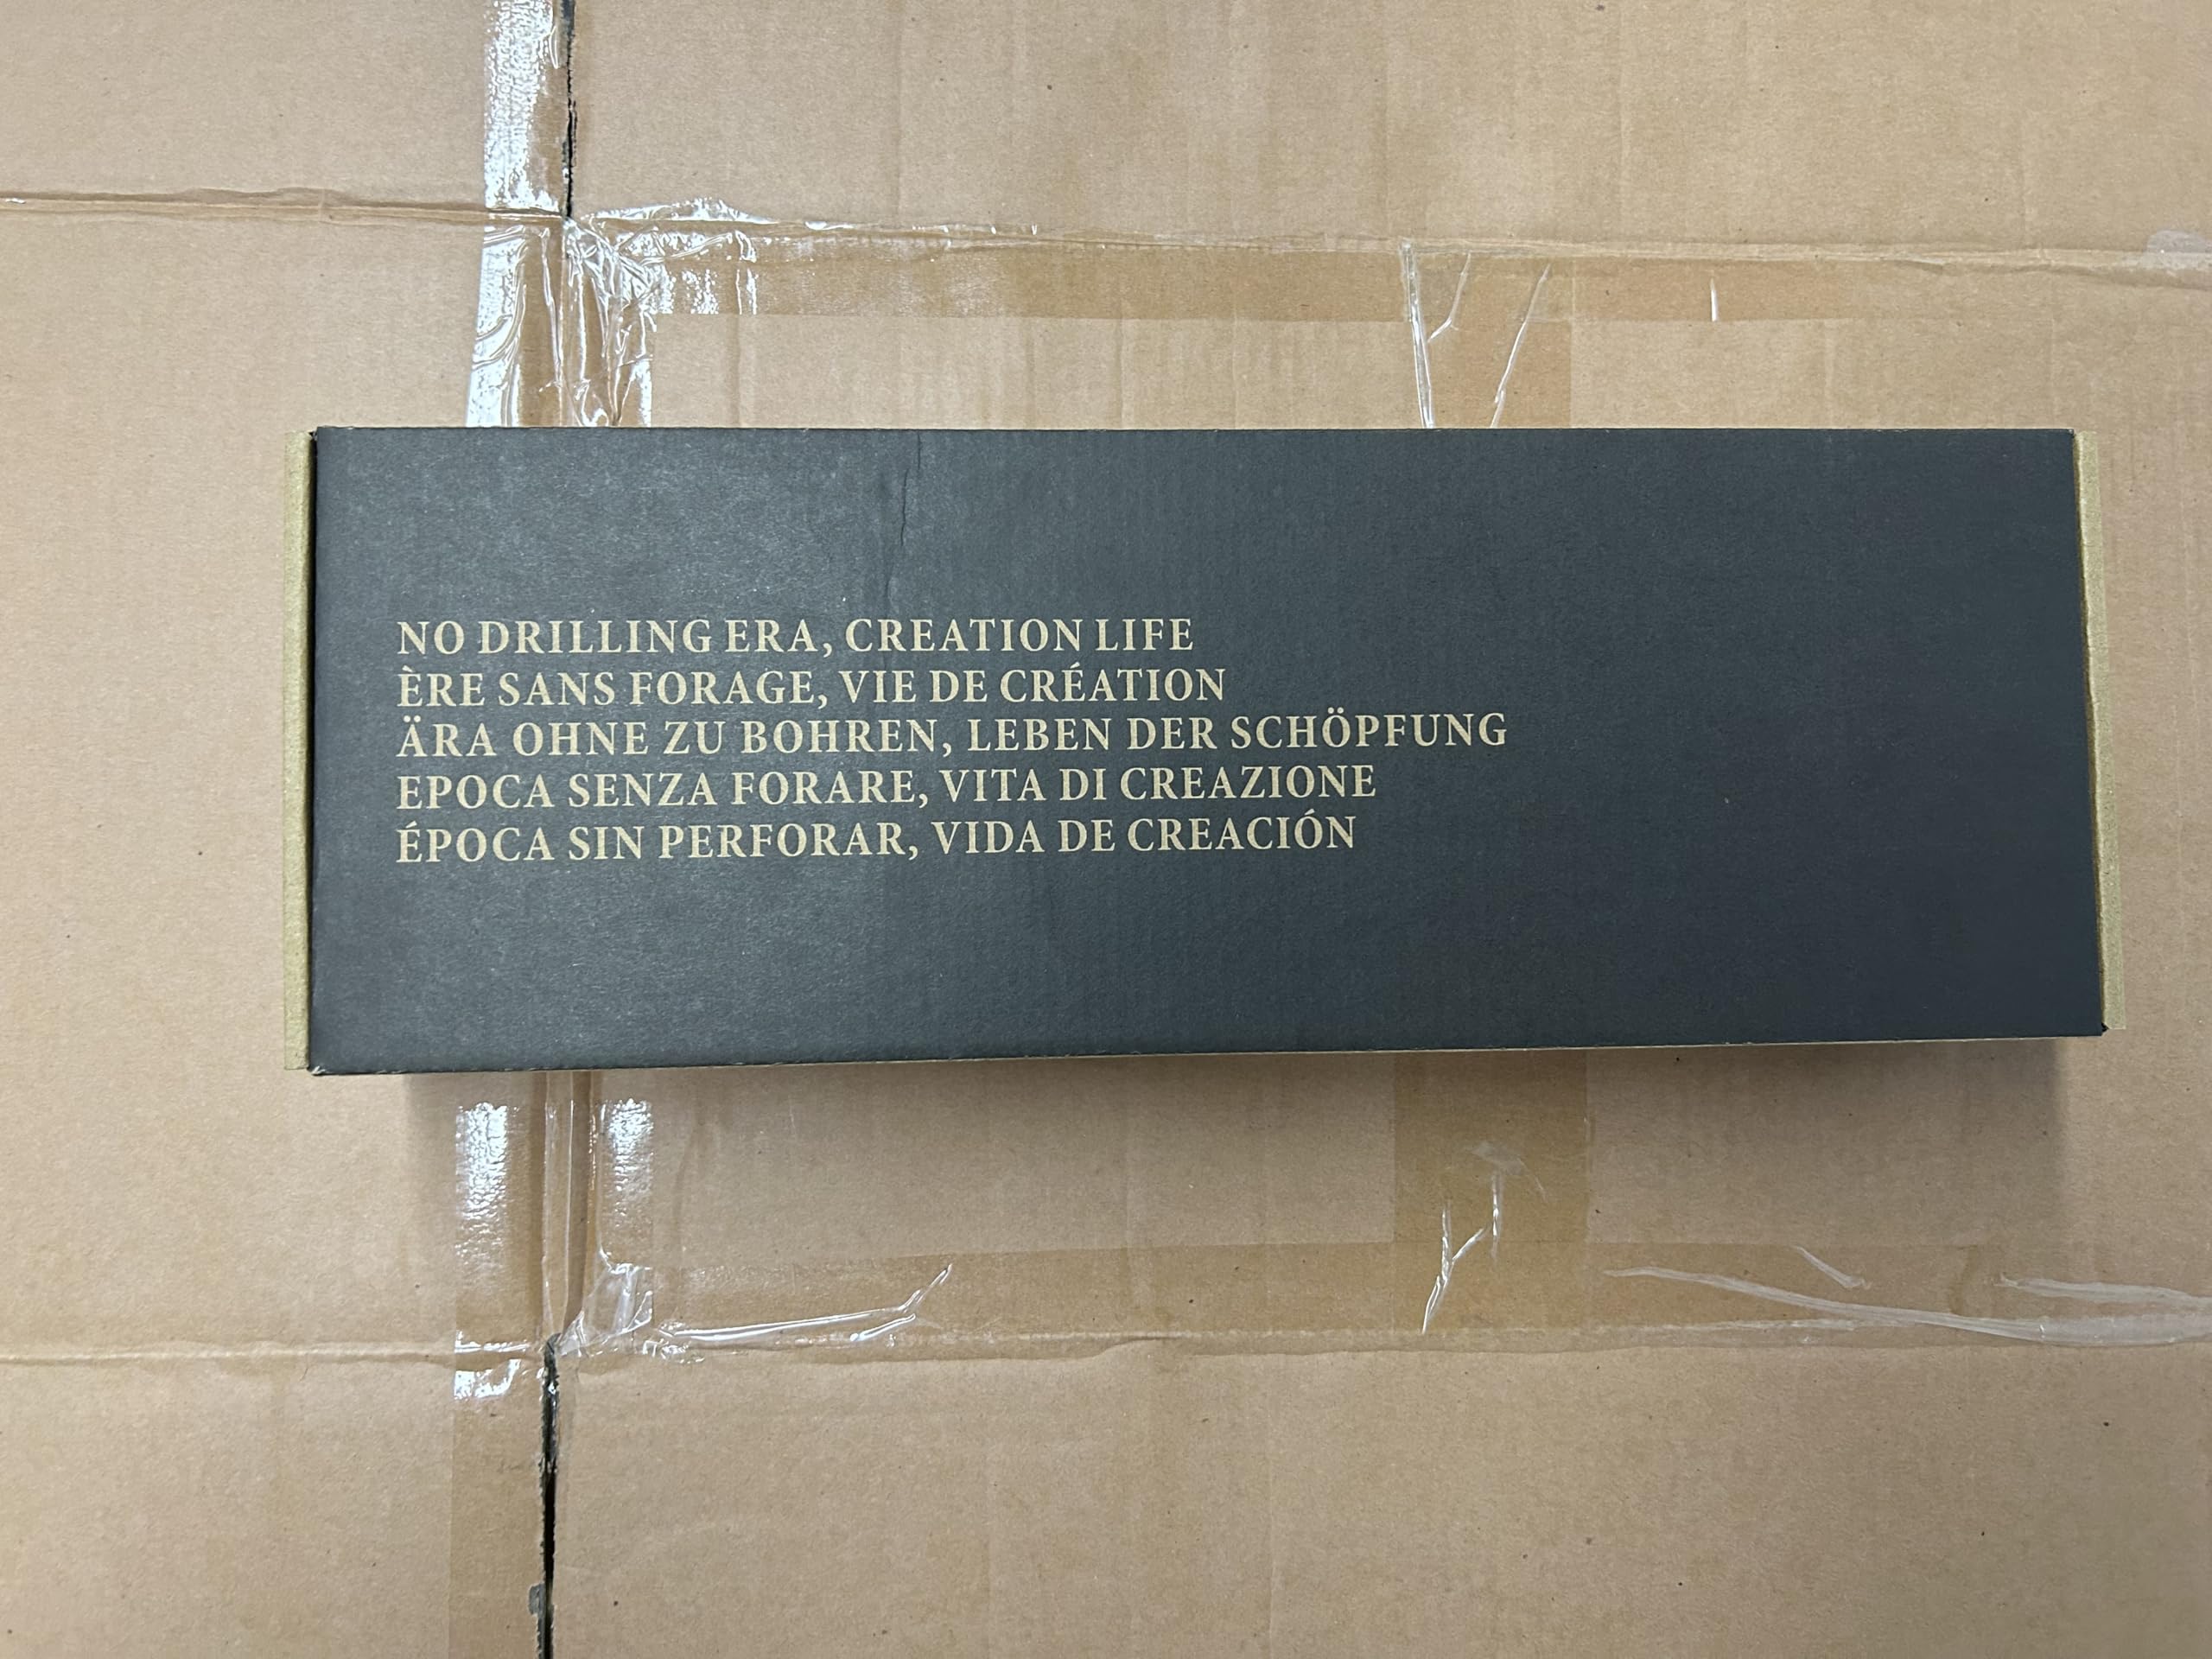 NO DRILLING ERA, CREATION LIFE
ÈRE SANS FORAGE, VIE DE CRÉATION
ÄRA OHNE ZU BOHREN, LEBEN DER SCHÖPFUNG
EPOCA SENZA FORARE, VITA DI CREAZIONE
ÉPOCA SIN PERFORAR, VIDA DE CREACIÓN